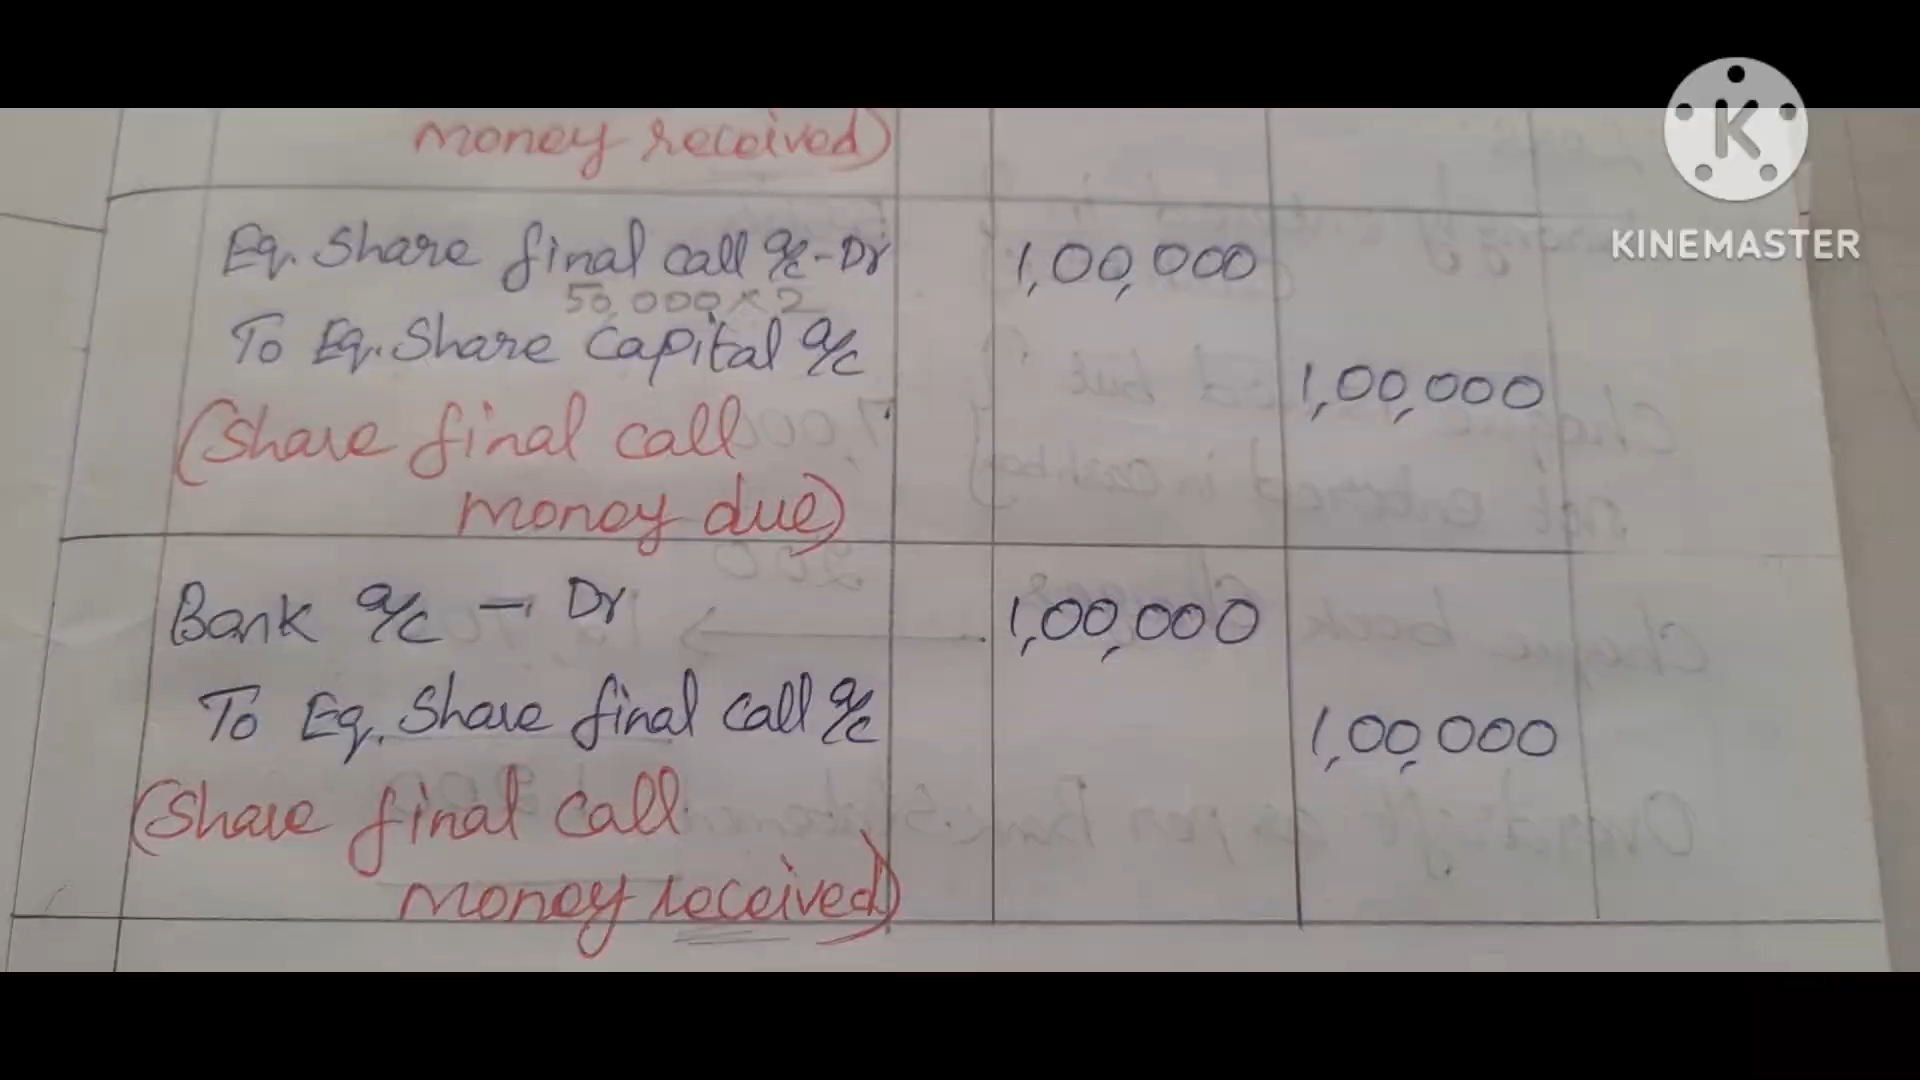 money received)
Eq. Share final call a/c - Dr 1,00,000
50,000 × 2
To Eq. Share Capital a/c 1,00,000
(Share final call
money due)
Bank a/c - Dr 1,00,000
To Eq. Share final call a/c 1,00,000
(Share final call
money received)
K
KINEMASTER